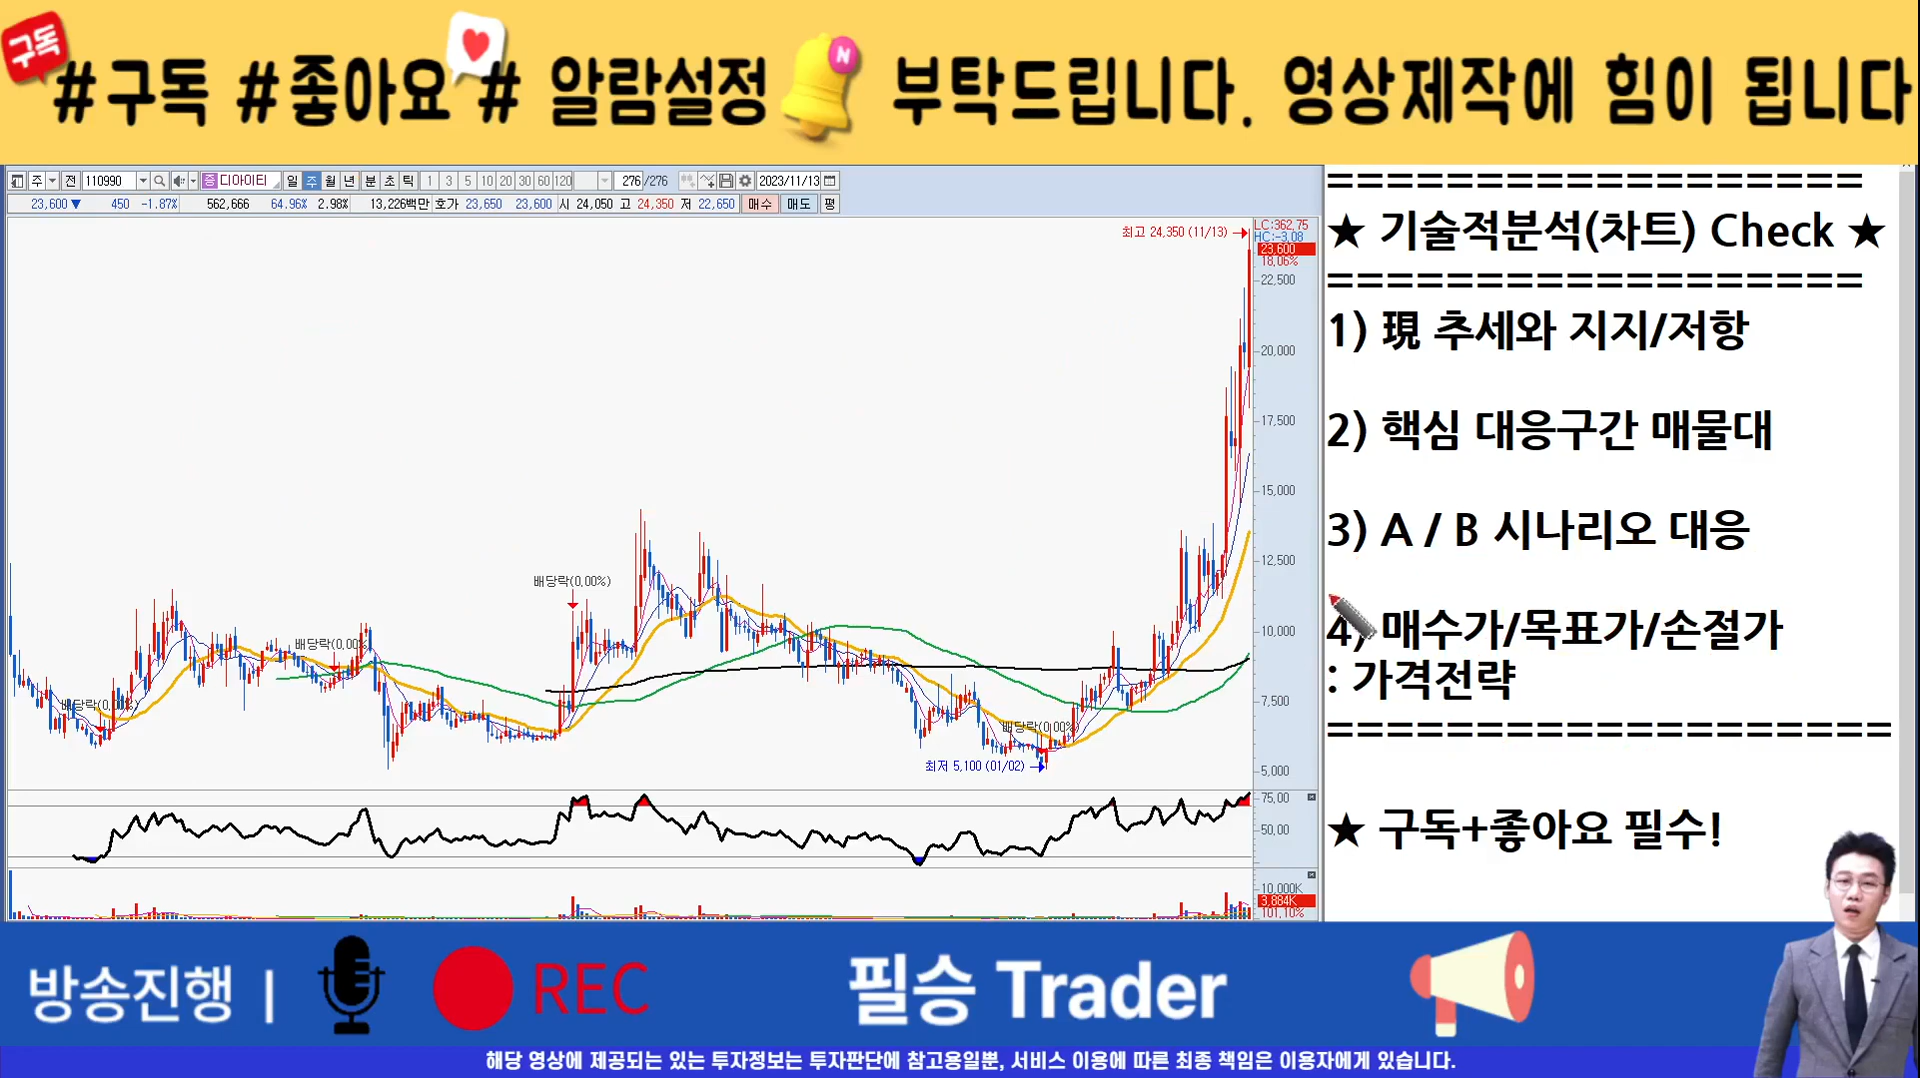 구독
#구독 #좋아요 # 알람설정 N 부탁드립니다. 영상제작에 힘이 됩니다
주 전 110990 증 디아이티 일 주 월 년 분 초 틱 1 3 5 10 20 30 60 120 276 /276 2023/11/13
23,600 ▼ 450 -1.87% 562,666 64.96% 2.98% 13,226백만 호가 23,650 23,600 시 24,050 고 24,350 저 22,650 매수 매도 평
최고 24,350 (11/13)
LC:362,75
HC:-3,08
23,600
18,06%
22,500
20,000
17,500
15,000
12,500
10,000
7,500
5,000
배당락(0,00%)
배당락(0,00%
배당락(0,00%)
배당락(0,00%)
최저 5,100 (01/02)
75,00
50,00
10,000K
3,884K
101,10%
===================
★ 기술적분석(차트) Check ★
===================
1) 現 추세와 지지/저항
2) 핵심 대응구간 매물대
3) A / B 시나리오 대응
4) 매수가/목표가/손절가
: 가격전략
====================
★ 구독+좋아요 필수!
방송진행 | REC 필승 Trader
해당 영상에 제공되는 있는 투자정보는 투자판단에 참고용일뿐, 서비스 이용에 따른 최종 책임은 이용자에게 있습니다.